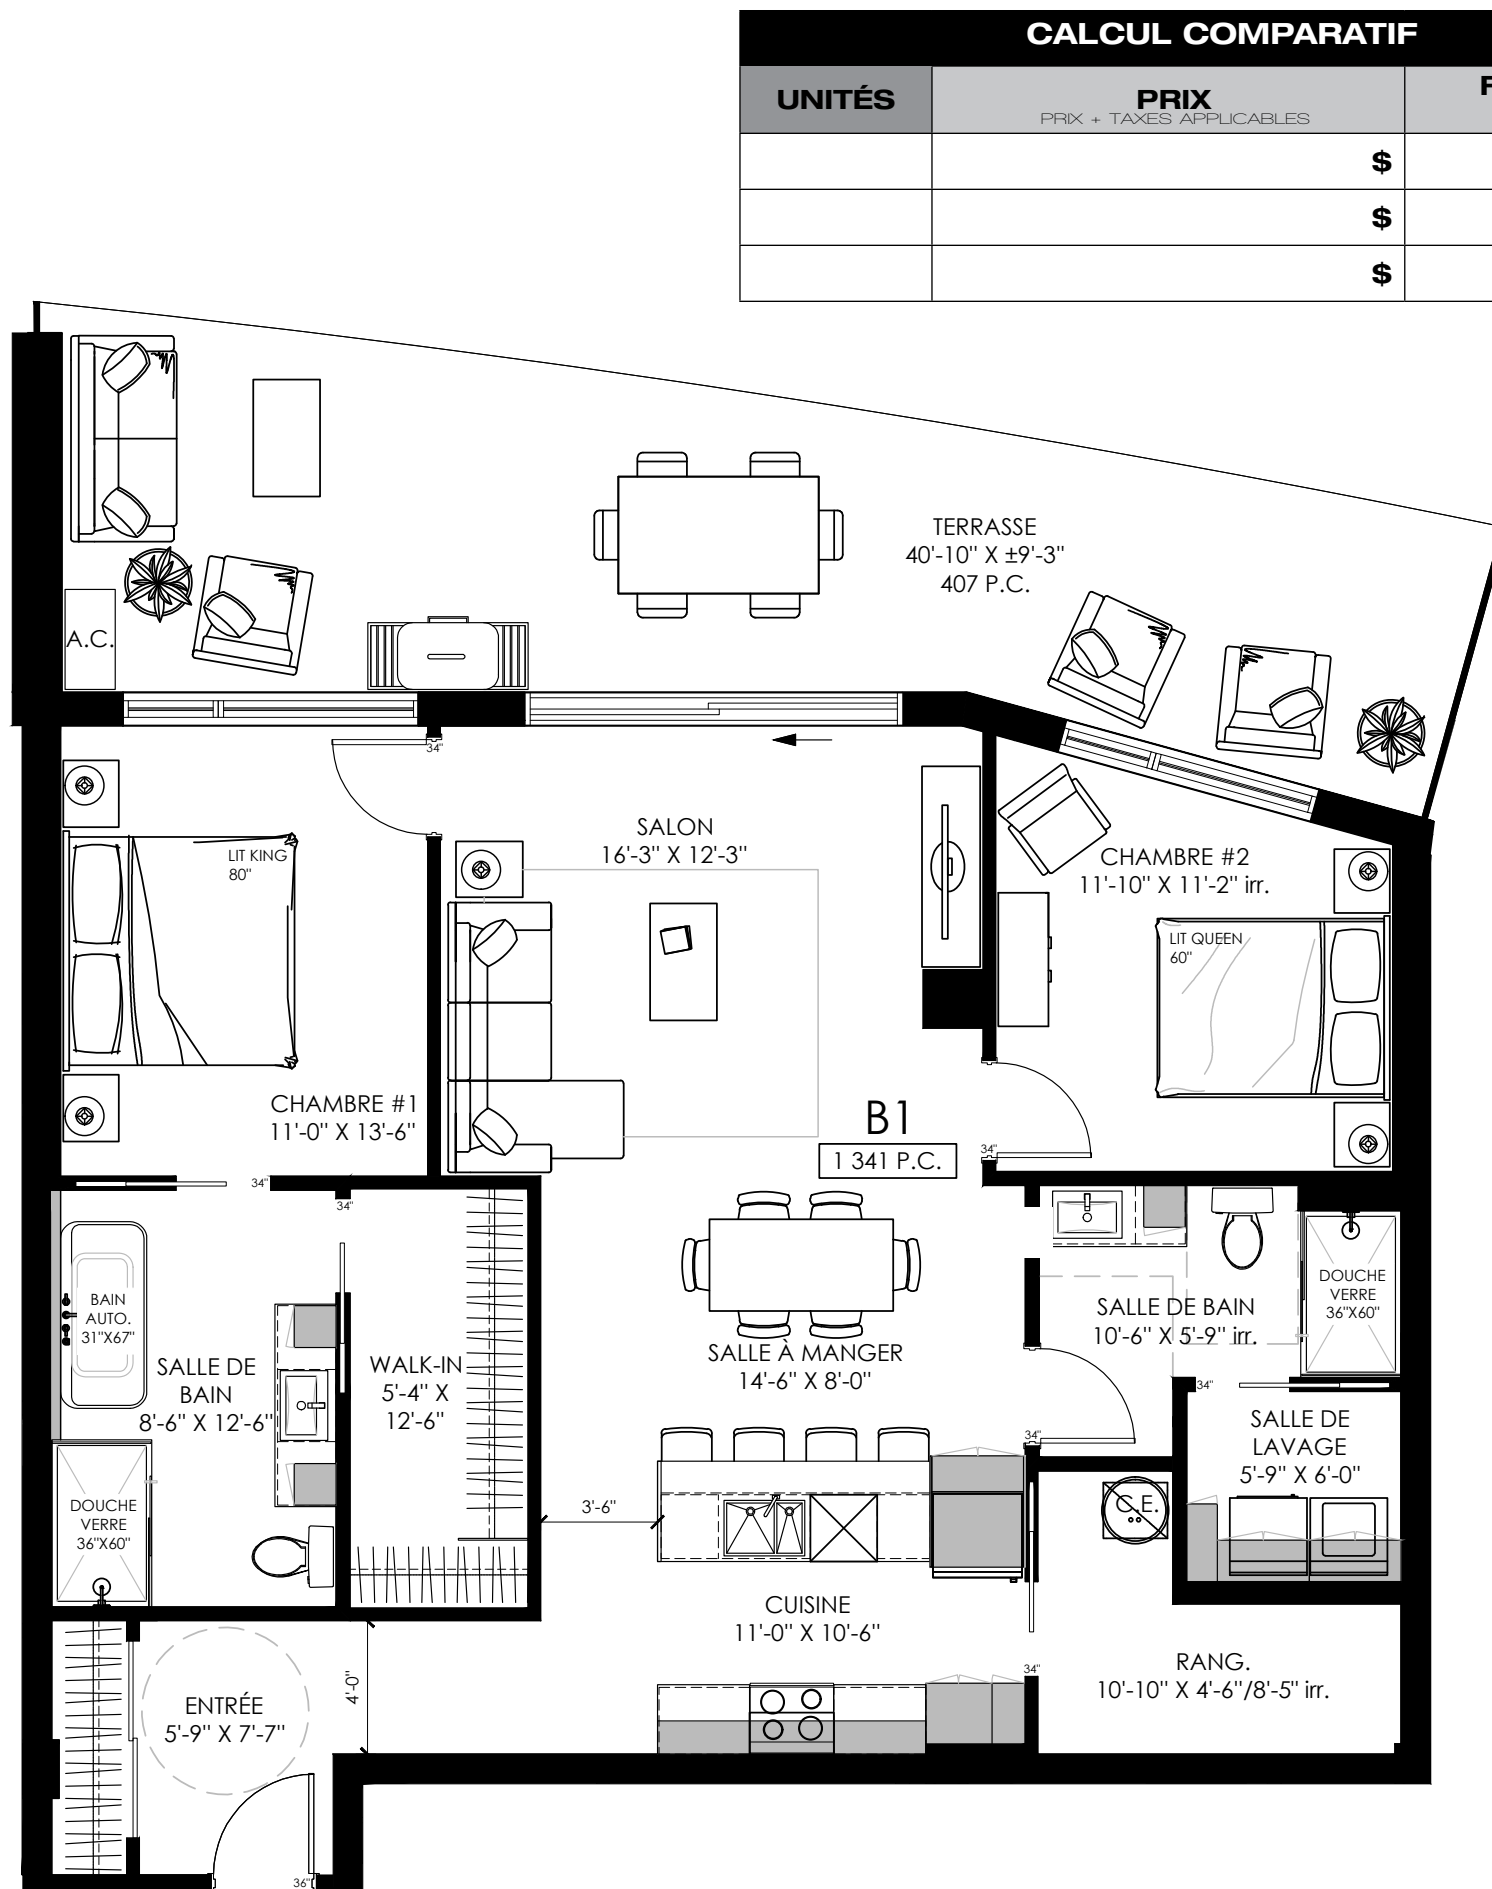 CALCUL COMPARATIF
UNITÉS
PRIX
PRIX + TAXES APPLICABLES
$
$
$
TERRASSE
40'-10" X ±9'-3"
407 P.C.
A.C.
34"
SALON
16'-3" X 12'-3"
LIT KING
80"
CHAMBRE #2
11'-10" X 11'-2" irr.
LIT QUEEN
60"
CHAMBRE #1
11'-0" X 13'-6"
B1
1 341 P.C.
34"
34"
34"
BAIN
AUTO.
31"X67"
DOUCHE
VERRE
36"X60"
SALLE DE BAIN
10'-6" X 5'-9" irr.
SALLE DE
BAIN
8'-6" X 12'-6"
WALK-IN
5'-4" X
12'-6"
SALLE À MANGER
14'-6" X 8'-0"
34"
SALLE DE
LAVAGE
5'-9" X 6'-0"
34"
3'-6"
C.E.
DOUCHE
VERRE
36"X60"
CUISINE
11'-0" X 10'-6"
34"
RANG.
10'-10" X 4'-6"/8'-5" irr.
4'-0"
ENTRÉE
5'-9" X 7'-7"
36"